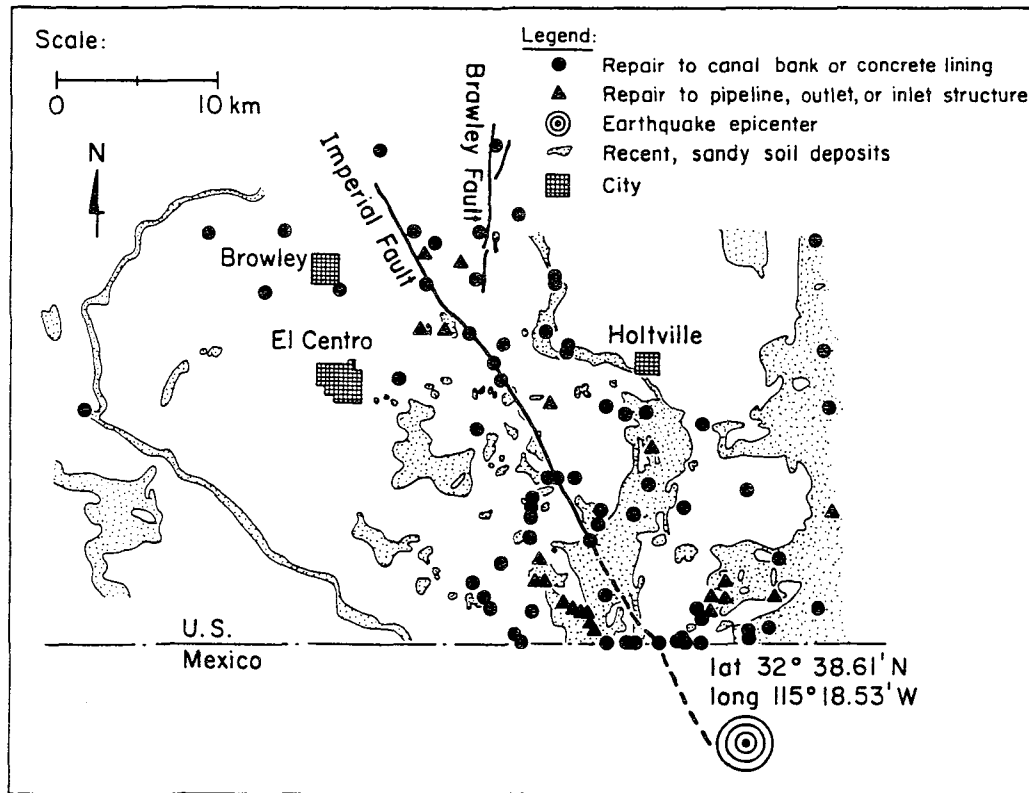 Scale:
0 10 km
N
Legend:
Repair to canal bank or concrete lining
Repair to pipeline, outlet, or inlet structure
Earthquake epicenter
Recent, sandy soil deposits
City
Brawley Fault
Imperial Fault
Browley
El Centro
Holtville
U.S.
Mexico
lat 32° 38.61'N
long 115° 18.53'W